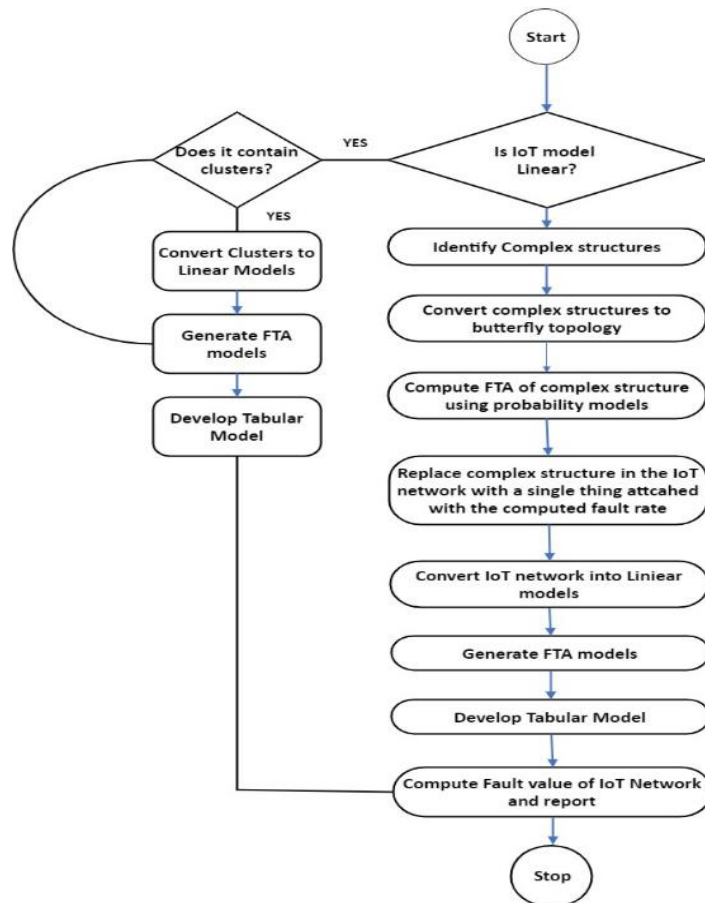 Start
Is IoT model
Linear?
YES
Does it contain
clusters?
YES
Convert Clusters to
Linear Models
Generate FTA
models
Develop Tabular
Model
Identify Complex structures
Convert complex structures to
butterfly topology
Compute FTA of complex structure
using probability models
Replace complex structure in the IoT
network with a single thing attcahed
with the computed fault rate
Convert IoT network into Liniear
models
Generate FTA models
Develop Tabular Model
Compute Fault value of IoT Network
and report
Stop